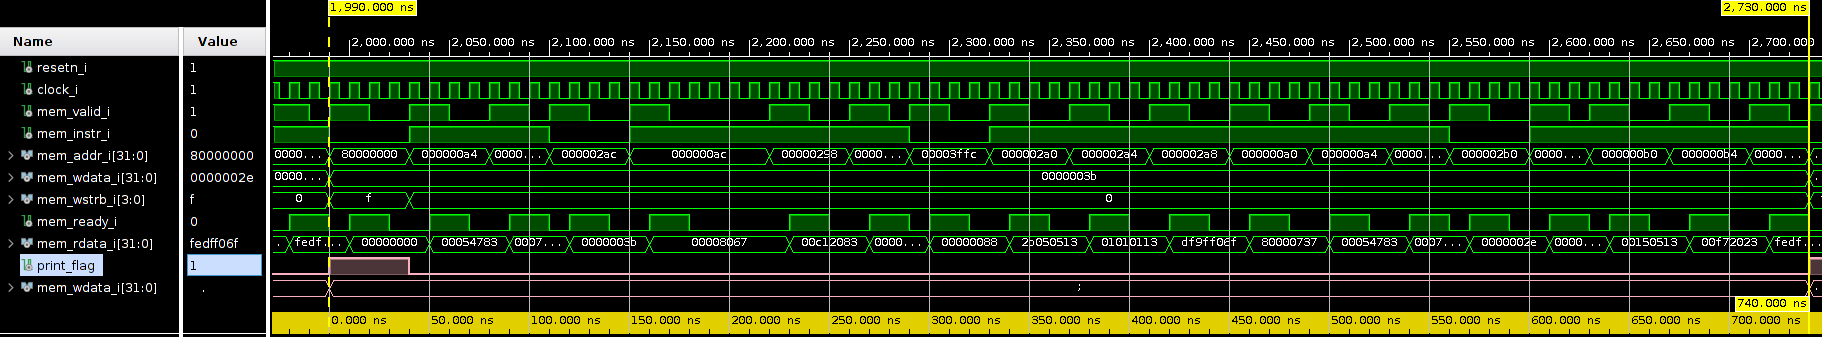 1,990.000 ns 2,730.000 ns
Name Value 2,000.000 ns 2,050.000 ns 2,100.000 ns 2,150.000 ns 2,200.000 ns 2,250.000 ns 2,300.000 ns 2,350.000 ns 2,400.000 ns 2,450.000 ns 2,500.000 ns 2,550.000 ns 2,600.000 ns 2,650.000 ns 2,700.000
resetn_i 1
clock_i 1
mem_valid_i 1
mem_instr_i 0
mem_addr_i[31:0] 80000000 0000... 80000000 000000a4 0000... 000002ac 000000ac 00000298 0000... 00003ffc 000002a0 000002a4 000002a8 000000a0 000000a4 0000... 000002b0 0000... 000000b0 000000b4 0000...
mem_wdata_i[31:0] 0000002e 0000... 0000003b
mem_wstrb_i[3:0] f 0 f 0
mem_ready_i 0
mem_rdata_i[31:0] fedff06f fedf... 00000000 00054783 0007... 0000003b 00008067 00c12083 0000... 00000088 2b050513 01010113 df9ff06f 80000737 00054783 0007... 0000002e 0000... 00150513 00f72023 fedf...
print_flag 1
mem_wdata_i[31:0] . ;
740.000 ns
0.000 ns 50.000 ns 100.000 ns 150.000 ns 200.000 ns 250.000 ns 300.000 ns 350.000 ns 400.000 ns 450.000 ns 500.000 ns 550.000 ns 600.000 ns 650.000 ns 700.000 ns